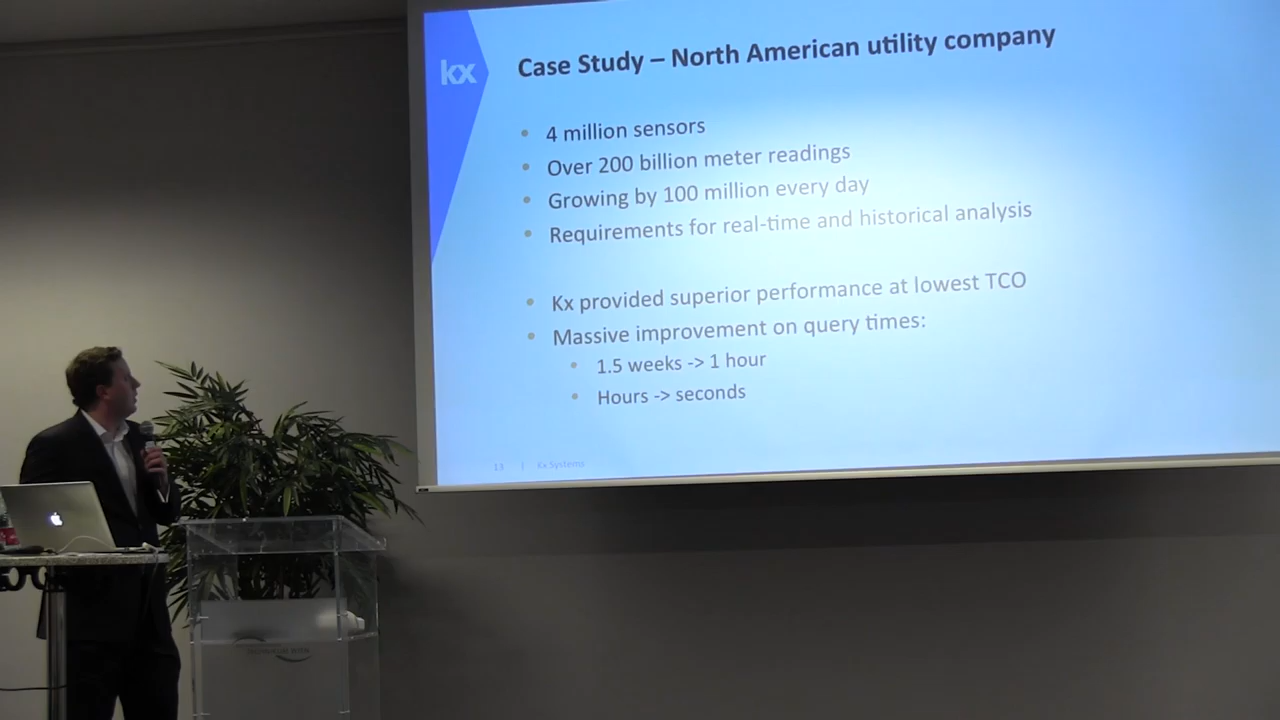 kx
Case Study – North American utility company
• 4 million sensors
• Over 200 billion meter readings
• Growing by 100 million every day
• Requirements for real-time and historical analysis
• Kx provided superior performance at lowest TCO
• Massive improvement on query times:
• 1.5 weeks -> 1 hour
• Hours -> seconds
13 | Kx Systems